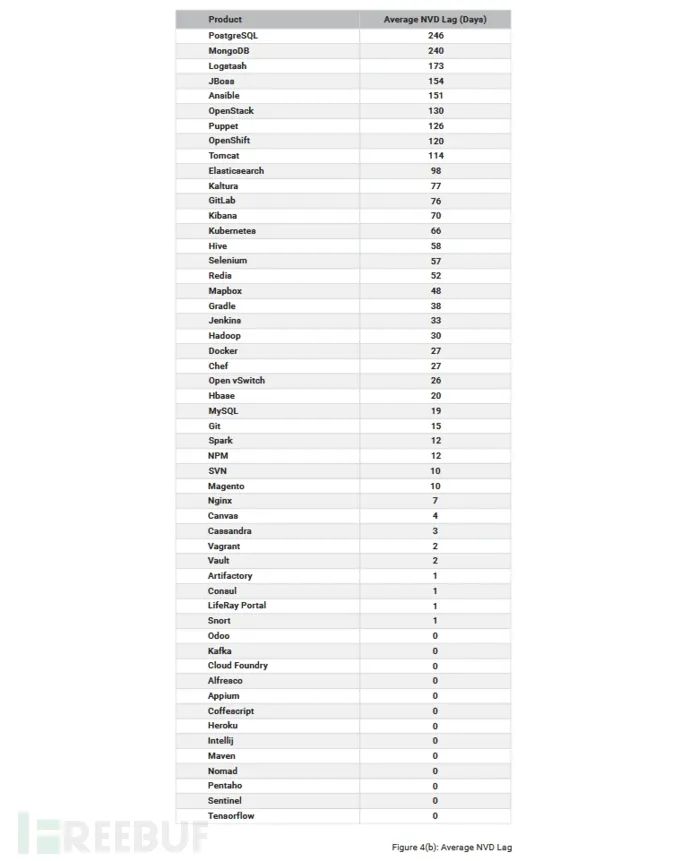 Product Average NVD Lag (Days)
PostgreSQL 246
MongoDB 240
Logstash 173
JBoss 154
Ansible 151
OpenStack 130
Puppet 126
OpenShift 120
Tomcat 114
Elasticsearch 98
Kaltura 77
GitLab 76
Kibana 70
Kubernetes 66
Hive 58
Selenium 57
Redis 52
Mapbox 48
Gradle 38
Jenkins 33
Hadoop 30
Docker 27
Chef 27
Open vSwitch 26
Hbase 20
MySQL 19
Git 15
Spark 12
NPM 12
SVN 10
Magento 10
Nginx 7
Canvas 4
Cassandra 3
Vagrant 2
Vault 2
Artifactory 1
Consul 1
LifeRay Portal 1
Snort 1
Odoo 0
Kafka 0
Cloud Foundry 0
Alfresco 0
Appium 0
Coffescript 0
Heroku 0
Intellij 0
Maven 0
Nomad 0
Pentaho 0
Sentinel 0
Tensorflow 0
FREEBUF
Figure 4(b): Average NVD Lag